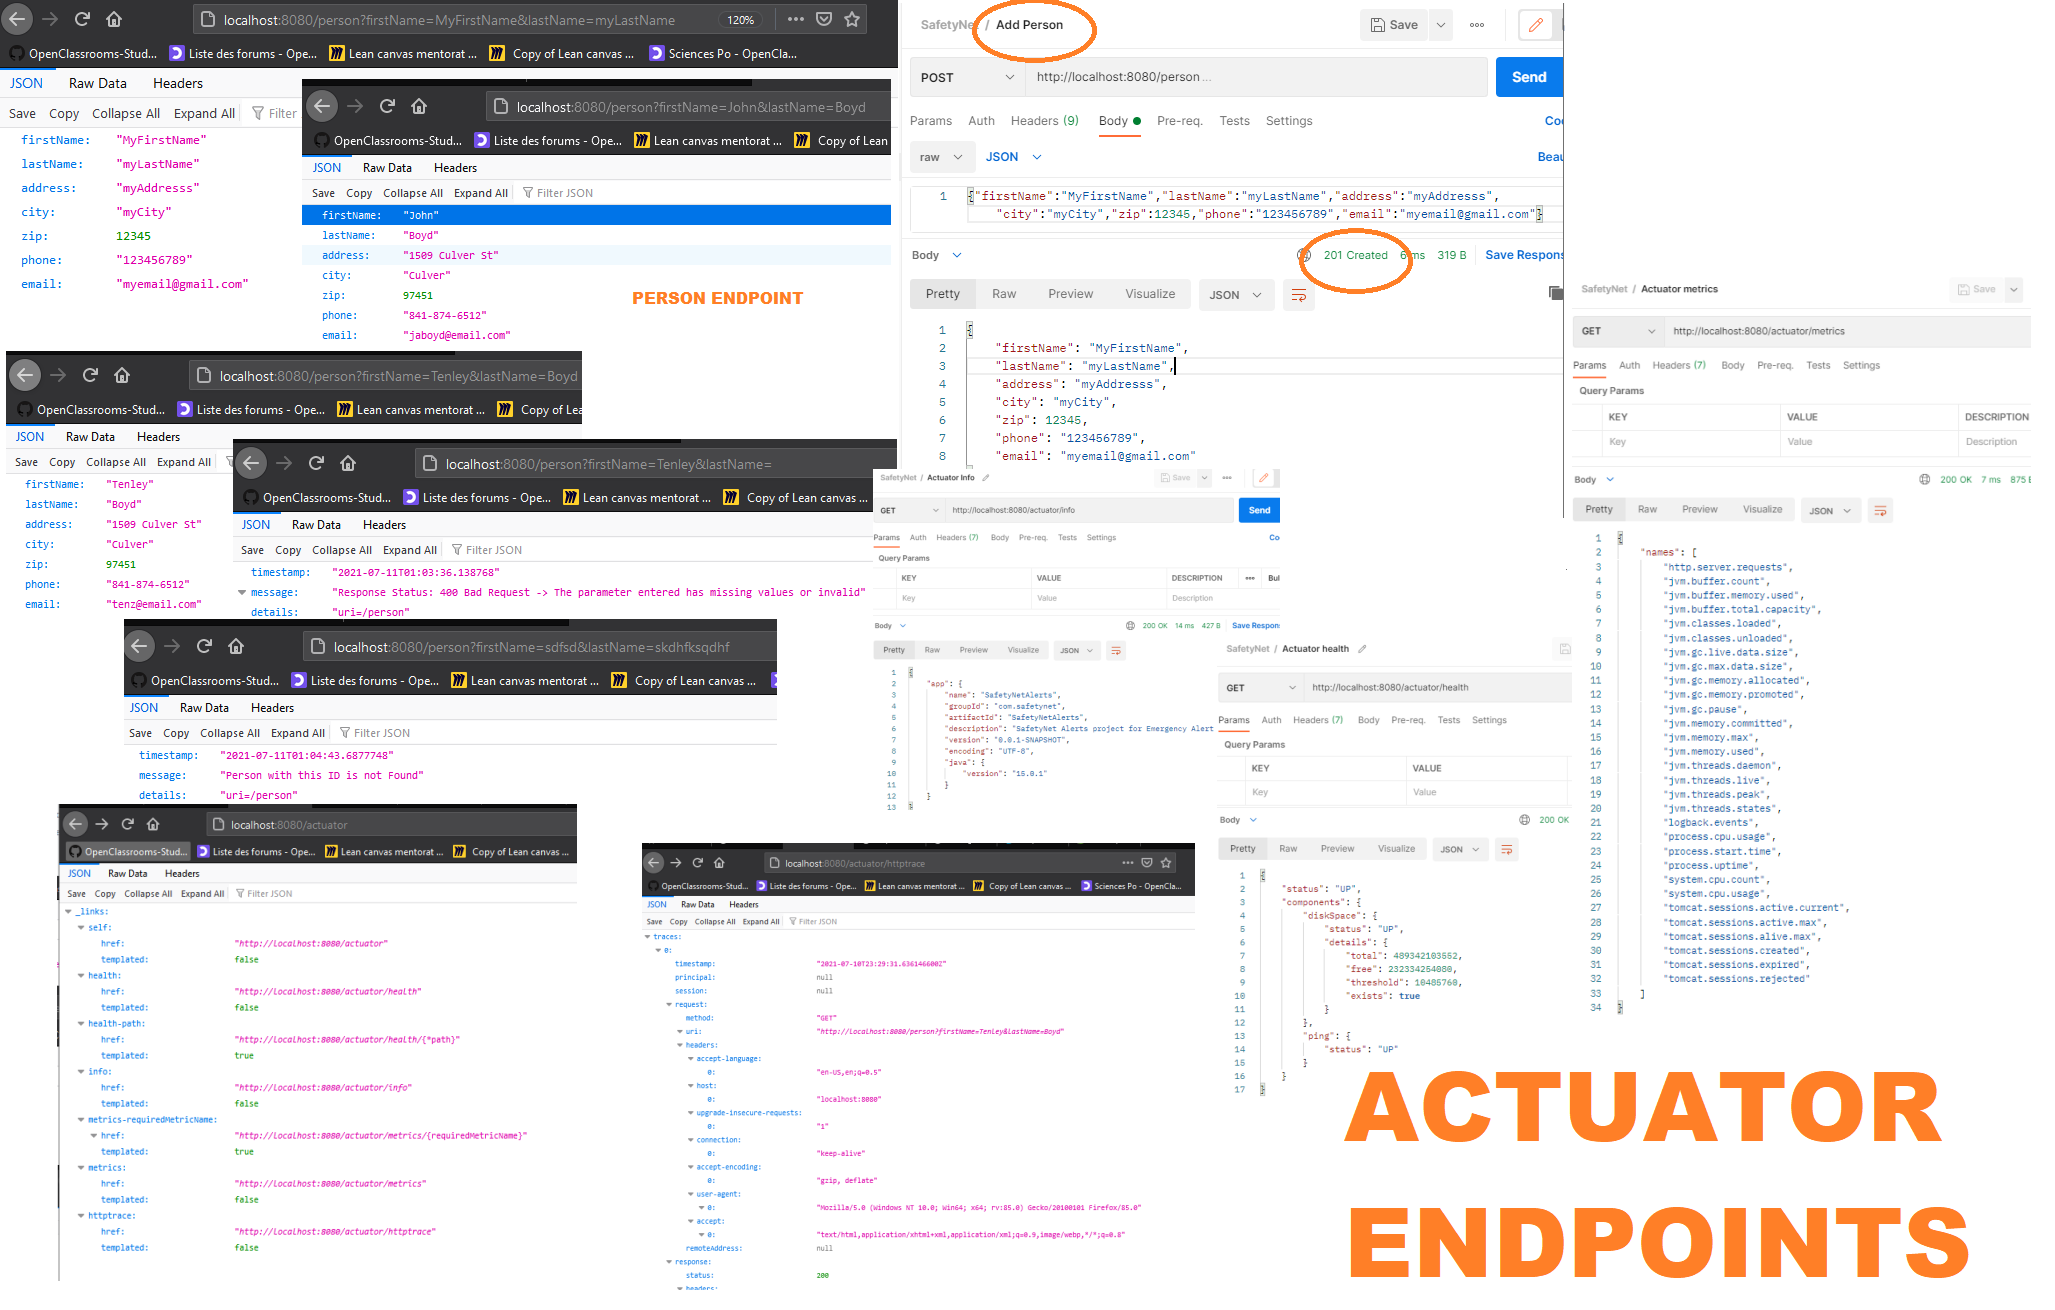 localhost:8080/person?firstName=MyFirstName&lastName=myLastName 120%
OpenClassrooms-Stud... Liste des forums - Ope... Lean canvas mentorat ... Copy of Lean canvas ... Sciences Po - OpenCla...
JSON Raw Data Headers
Save Copy Collapse All Expand All Filter
firstName: "MyFirstName"
lastName: "myLastName"
address: "myAddresss"
city: "myCity"
zip: 12345
phone: "123456789"
email: "myemail@gmail.com"
localhost:8080/person?firstName=John&lastName=Boyd
OpenClassrooms-Stud... Liste des forums - Ope... Lean canvas mentorat ... Copy of Lean
JSON Raw Data Headers
Save Copy Collapse All Expand All Filter JSON
firstName: "John"
lastName: "Boyd"
address: "1509 Culver St"
city: "Culver"
zip: 97451
phone: "841-874-6512"
email: "jaboyd@email.com"
PERSON ENDPOINT
localhost:8080/person?firstName=Tenley&lastName=Boyd
OpenClassrooms-Stud... Liste des forums - Ope... Lean canvas mentorat ... Copy of Lea
JSON Raw Data Headers
Save Copy Collapse All Expand All
firstName: "Tenley"
lastName: "Boyd"
address: "1509 Culver St"
city: "Culver"
zip: 97451
phone: "841-874-6512"
email: "tenz@email.com"
localhost:8080/person?firstName=Tenley&lastName=
OpenClassrooms-Stud... Liste des forums - Ope... Lean canvas mentorat ... Copy of Lean canvas ...
JSON Raw Data Headers
Save Copy Collapse All Expand All Filter JSON
timestamp: "2021-07-11T01:03:36.138768"
message: "Response Status: 400 Bad Request -> The parameter entered has missing values or invalid"
details: "uri=/person"
localhost:8080/person?firstName=sdfsd&lastName=skdhfksqdhf
OpenClassrooms-Stud... Liste des forums - Ope... Lean canvas mentorat ... Copy of Lean canvas ...
JSON Raw Data Headers
Save Copy Collapse All Expand All Filter JSON
timestamp: "2021-07-11T01:04:43.6877748"
message: "Person with this ID is not Found"
details: "uri=/person"
localhost:8080/actuator
OpenClassrooms-Stud... Liste des forums - Ope... Lean canvas mentorat ... Copy of Lean canvas ...
JSON Raw Data Headers
Save Copy Collapse All Expand All Filter JSON
_links:
self:
href: "http://localhost:8080/actuator"
templated: false
health:
href: "http://localhost:8080/actuator/health"
templated: false
health-path:
href: "http://localhost:8080/actuator/health/{*path}"
templated: true
info:
href: "http://localhost:8080/actuator/info"
templated: false
metrics-requiredMetricName:
href: "http://localhost:8080/actuator/metrics/{requiredMetricName}"
templated: true
metrics:
href: "http://localhost:8080/actuator/metrics"
templated: false
httptrace:
href: "http://localhost:8080/actuator/httptrace"
templated: false
localhost:8080/actuator/httptrace
OpenClassrooms-Stud... Liste des forums - Ope... Lean canvas mentorat ... Copy of Lean canvas ... Sciences Po - OpenCla...
JSON Raw Data Headers
Save Copy Collapse All Expand All Filter JSON
traces:
0:
timestamp: "2021-07-10T23:29:31.636146600Z"
principal: null
session: null
request:
method: "GET"
uri: "http://localhost:8080/person?firstName=Tenley&lastName=Boyd"
headers:
accept-language:
0: "en-US,en;q=0.5"
host:
0: "localhost:8080"
upgrade-insecure-requests:
0: "1"
connection:
0: "keep-alive"
accept-encoding:
0: "gzip, deflate"
user-agent:
0: "Mozilla/5.0 (Windows NT 10.0; Win64; x64; rv:85.0) Gecko/20100101 Firefox/85.0"
accept:
0: "text/html,application/xhtml+xml,application/xml;q=0.9,image/webp,*/*;q=0.8"
remoteAddress: null
response:
status: 200
headers:
SafetyNet / Add Person Save
POST http://localhost:8080/person ... Send
Params Auth Headers (9) Body Pre-req. Tests Settings Coo
raw JSON Beau
1 {"firstName":"MyFirstName","lastName":"myLastName","address":"myAddresss",
"city":"myCity","zip":12345,"phone":"123456789","email":"myemail@gmail.com"}
Body 201 Created 6 ms 319 B Save Respons
Pretty Raw Preview Visualize JSON
1 {
2 "firstName": "MyFirstName",
3 "lastName": "myLastName",
4 "address": "myAddresss",
5 "city": "myCity",
6 "zip": 12345,
7 "phone": "123456789",
8 "email": "myemail@gmail.com"
SafetyNet / Actuator Info Save
GET http://localhost:8080/actuator/info Send
Params Auth Headers (7) Body Pre-req. Tests Settings Co
Query Params
KEY VALUE DESCRIPTION Bul
Key Value Description
Body 200 OK 14 ms 427 B Save Respon
Pretty Raw Preview Visualize JSON
1 {
2 "app": {
3 "name": "SafetyNetAlerts",
4 "groupId": "com.safetynet",
5 "artifactId": "SafetyNetAlerts",
6 "description": "SafetyNet Alerts project for Emergency Alert
7 "version": "0.0.1-SNAPSHOT",
8 "encoding": "UTF-8",
9 "java": {
10 "version": "15.0.1"
11 }
12 }
13 }
SafetyNet / Actuator health
GET http://localhost:8080/actuator/health
Params Auth Headers (7) Body Pre-req. Tests Settings
Query Params
KEY VALUE
Key Value
Body 200 OK
Pretty Raw Preview Visualize JSON
1 {
2 "status": "UP",
3 "components": {
4 "diskSpace": {
5 "status": "UP",
6 "details": {
7 "total": 489342103552,
8 "free": 232334254080,
9 "threshold": 10485760,
10 "exists": true
11 }
12 },
13 "ping": {
14 "status": "UP"
15 }
16 }
17 }
SafetyNet / Actuator metrics Save
GET http://localhost:8080/actuator/metrics
Params Auth Headers (7) Body Pre-req. Tests Settings
Query Params
KEY VALUE DESCRIPTION
Key Value Description
Body 200 OK 7 ms 875 B
Pretty Raw Preview Visualize JSON
1 {
2 "names": [
3 "http.server.requests",
4 "jvm.buffer.count",
5 "jvm.buffer.memory.used",
6 "jvm.buffer.total.capacity",
7 "jvm.classes.loaded",
8 "jvm.classes.unloaded",
9 "jvm.gc.live.data.size",
10 "jvm.gc.max.data.size",
11 "jvm.gc.memory.allocated",
12 "jvm.gc.memory.promoted",
13 "jvm.gc.pause",
14 "jvm.memory.committed",
15 "jvm.memory.max",
16 "jvm.memory.used",
17 "jvm.threads.daemon",
18 "jvm.threads.live",
19 "jvm.threads.peak",
20 "jvm.threads.states",
21 "logback.events",
22 "process.cpu.usage",
23 "process.start.time",
24 "process.uptime",
25 "system.cpu.count",
26 "system.cpu.usage",
27 "tomcat.sessions.active.current",
28 "tomcat.sessions.active.max",
29 "tomcat.sessions.alive.max",
30 "tomcat.sessions.created",
31 "tomcat.sessions.expired",
32 "tomcat.sessions.rejected"
33 ]
34 }
ACTUATOR
ENDPOINTS